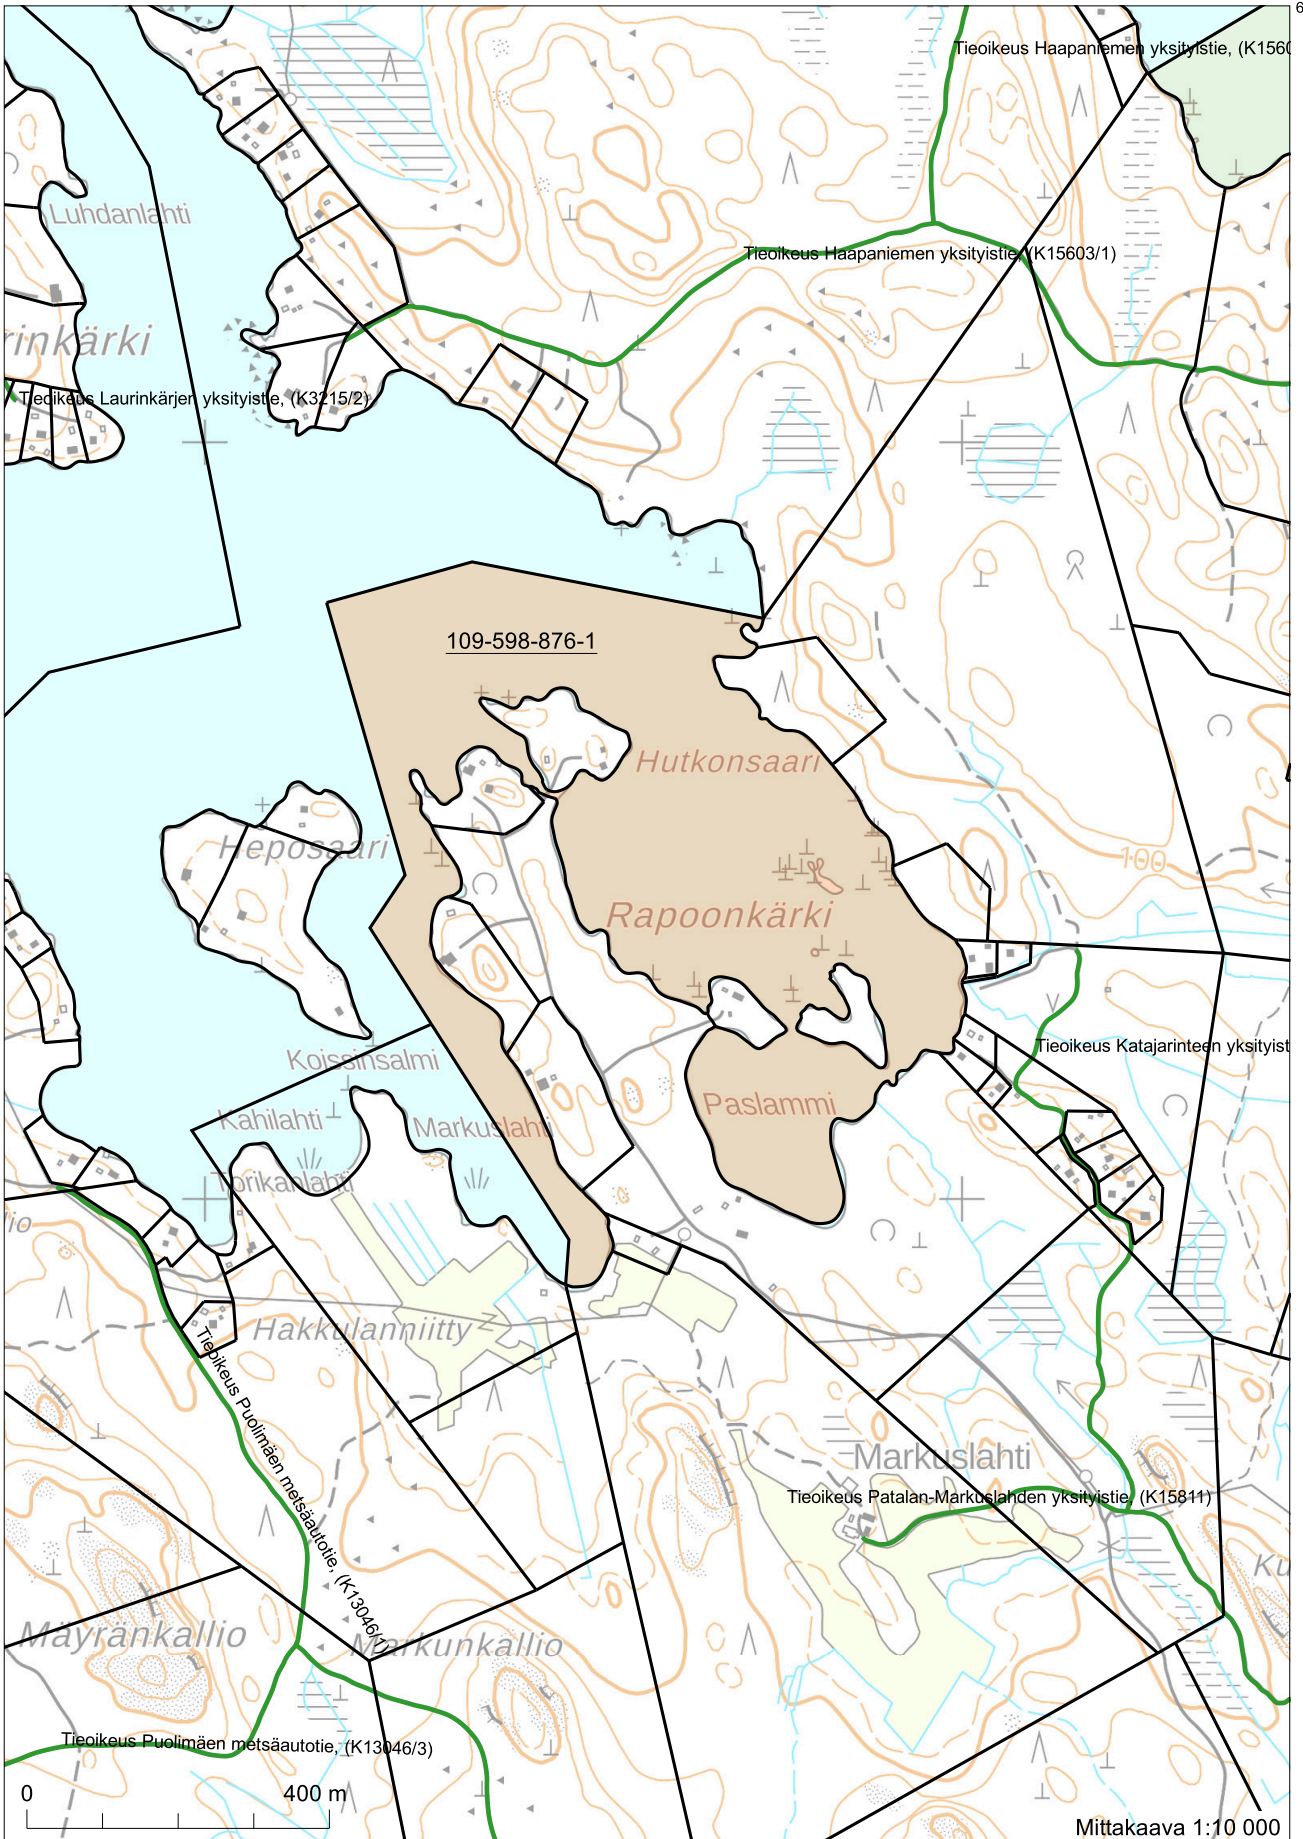 6
Tieoikeus Haapaniemen yksityistie, (K1560
Luhdanlahti
Tieoikeus Haapaniemen yksityistie, (K15603/1)
rinkärki
Tieoikeus Laurinkärjen yksityistie, (K3215/2)
109-598-876-1
Hutkonsaari
Heposaari
100
Rapoonkärki
Tieoikeus Katajarinteen yksityist
Koissinsalmi
Paslammi
Kahilahti
Markuslahti
Torikanlahti
lio
Hakkulanniitty
Tieoikeus Puolimäen metsäautotie, (K13046/1)
Markuslahti
Tieoikeus Patalan-Markuslahden yksityistie, (K15811)
Ku
Mäyränkallio
Markunkallio
Tieoikeus Puolimäen metsäautotie, (K13046/3)
0 400 m
Mittakaava 1:10 000